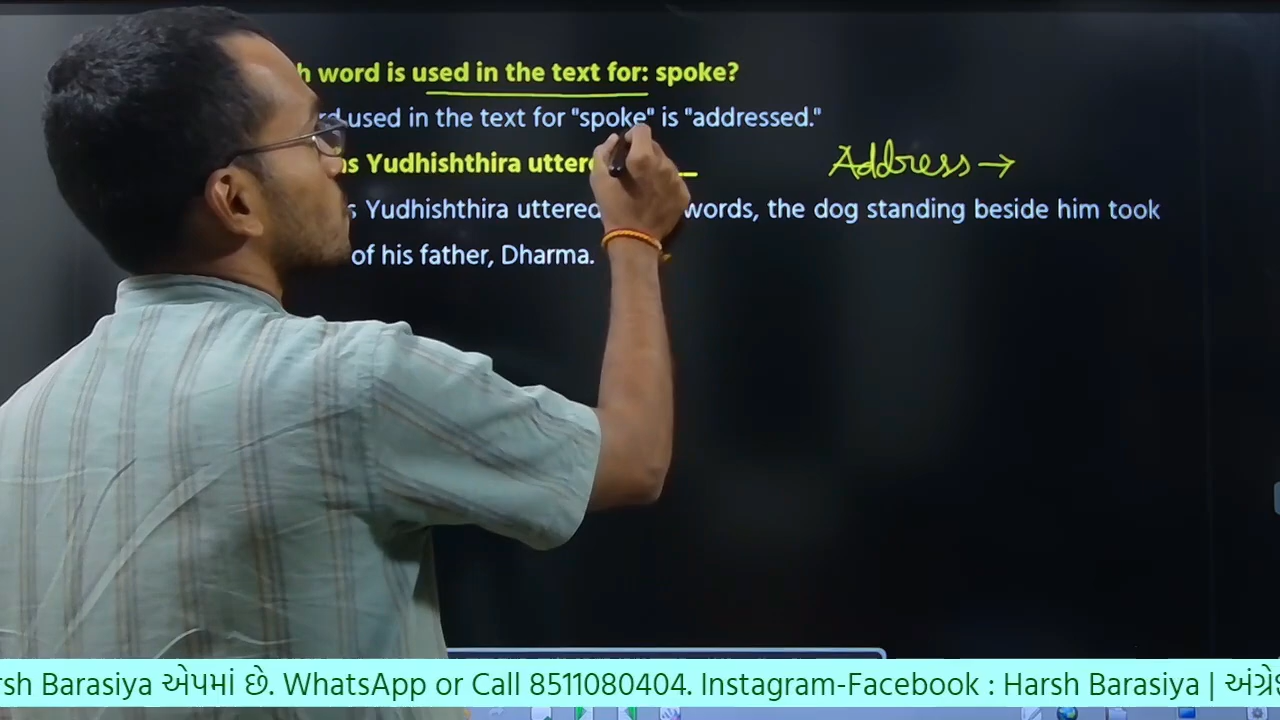 word is used in the text for: spoke?
used in the text for "spoke" is "addressed."
Address →
Yudhishthira
Yudhishthira uttered words, the dog standing beside him took
of his father, Dharma.
Barasiya એપમાં છે. WhatsApp or Call 8511080404. Instagram-Facebook : Harsh Barasiya |